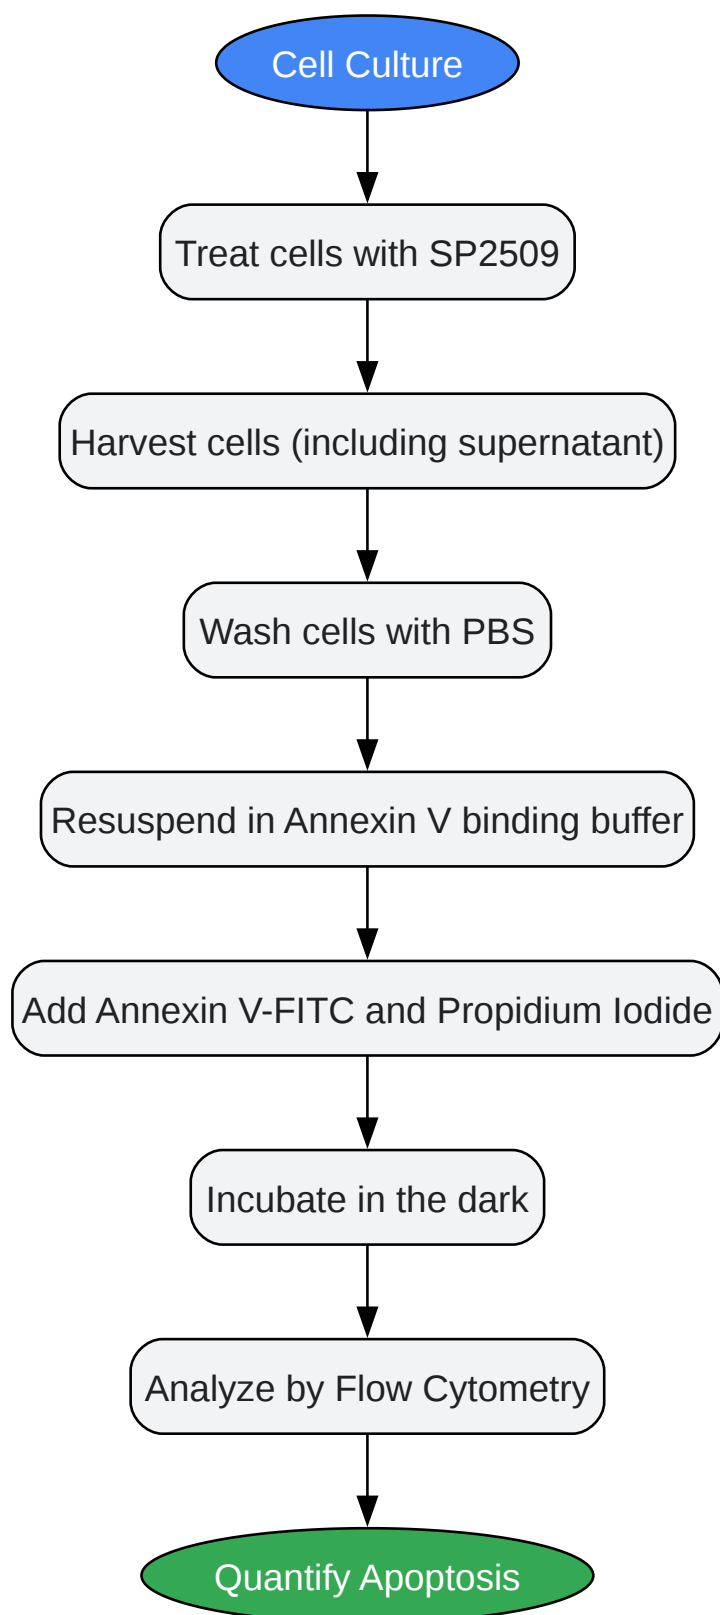 Cell Culture
Treat cells with SP2509
Harvest cells (including supernatant)
Wash cells with PBS
Resuspend in Annexin V binding buffer
Add Annexin V-FITC and Propidium Iodide
Incubate in the dark
Analyze by Flow Cytometry
Quantify Apoptosis